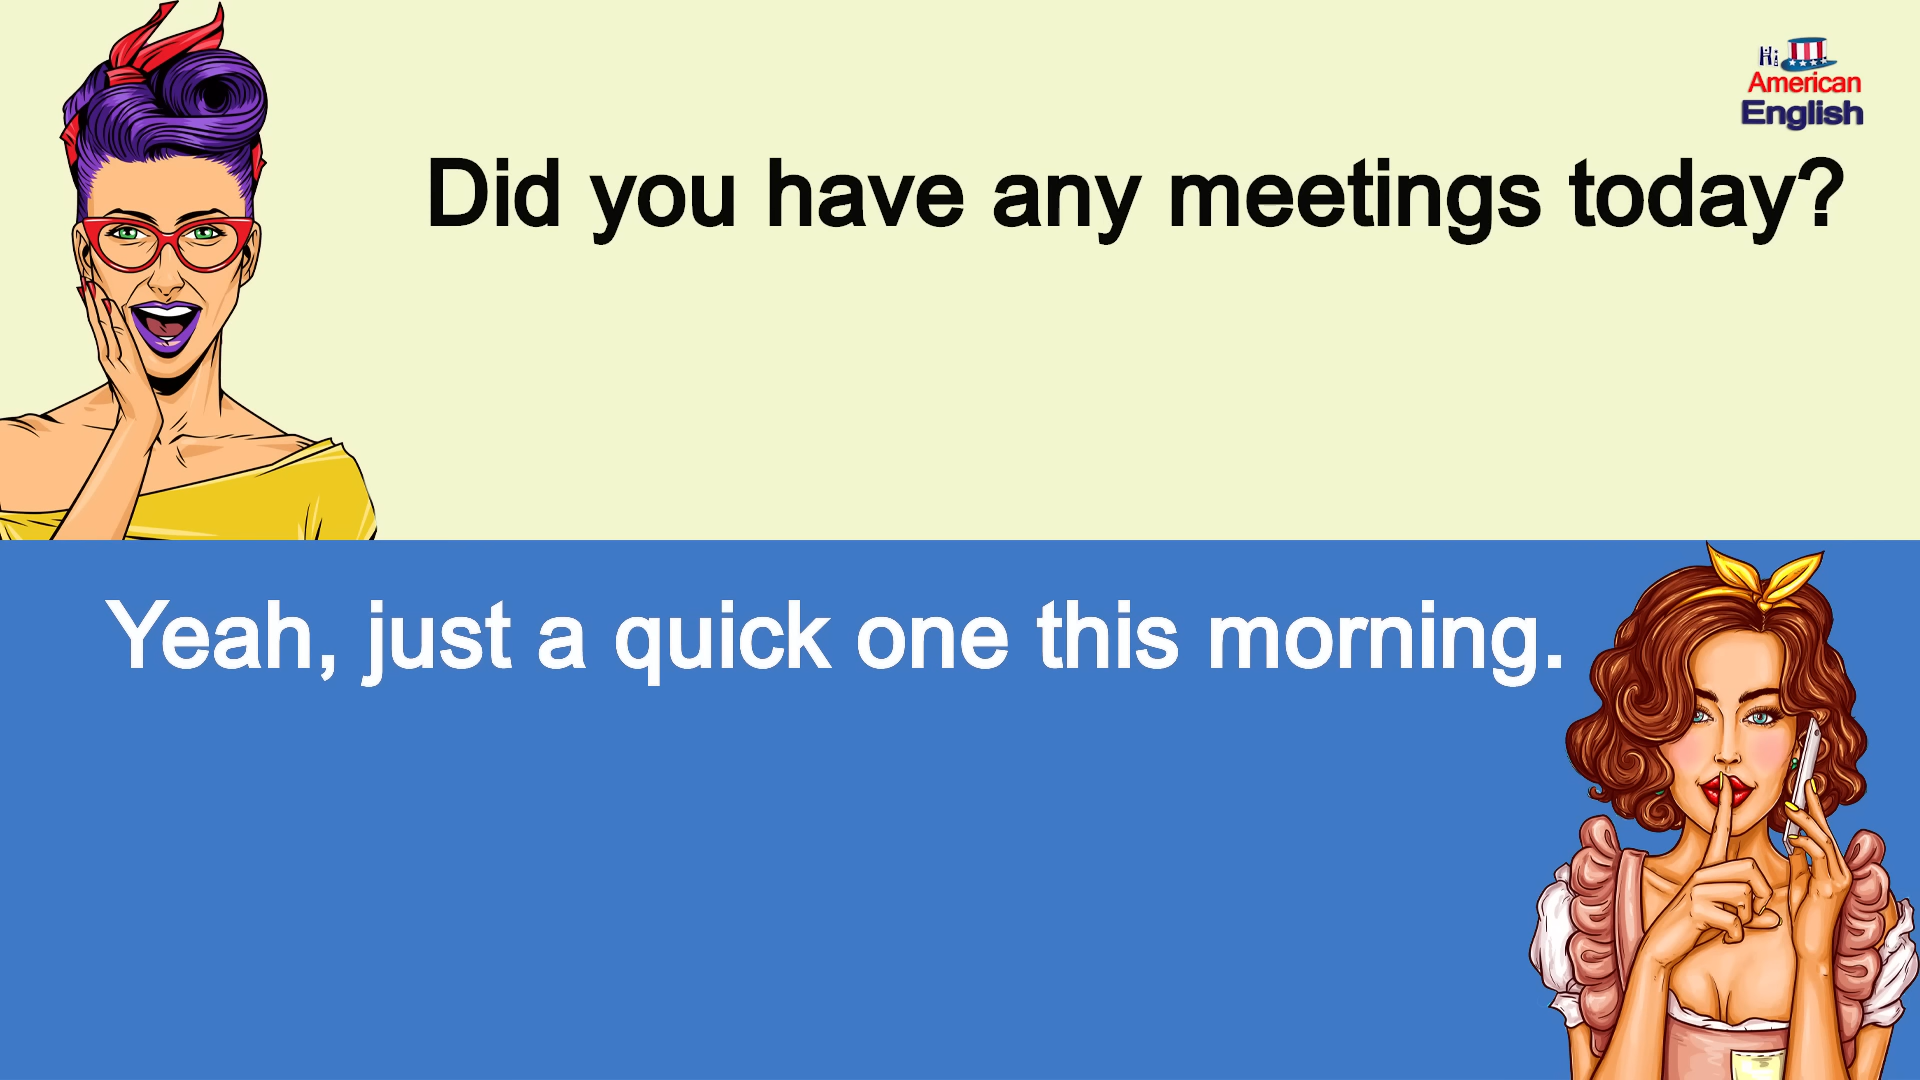 Hi
American
English
Did you have any meetings today?
Yeah, just a quick one this morning.